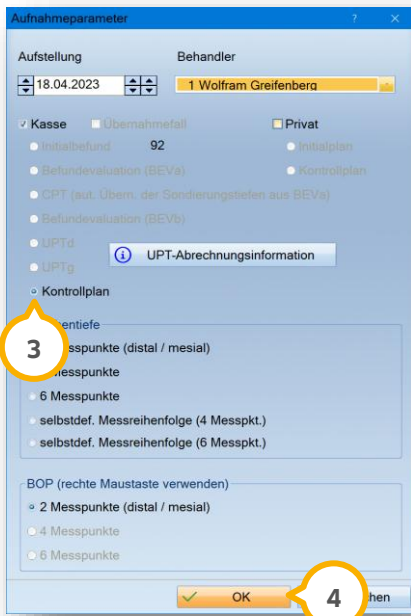 Aufnahmeparameter ? ×
Aufstellung Behandler
18.04.2023 1 Wolfram Greifenberg
Kasse Übernahmefall Privat
Initialbefund 92 Initialplan
Befundevaluation (BEVa) Kontrollplan
CPT (aut. Übern. der Sondierungstiefen aus BEVa)
Befundevaluation (BEVb)
UPTd
UPT-Abrechnungsinformation
UPTg
Kontrollplan
3
(distal / mesial)
6 Messpunkte
selbstdef. Messreihenfolge (4 Messpkt.)
selbstdef. Messreihenfolge (6 Messpkt.)
BOP (rechte Maustaste verwenden)
2 Messpunkte (distal / mesial)
4 Messpunkte
6 Messpunkte
OK 4